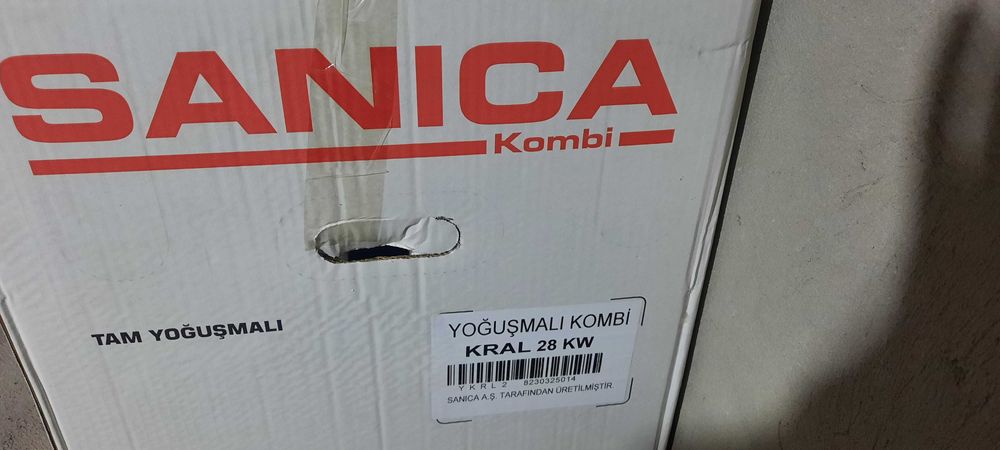 SANICA
Kombi
TAM YOĞUŞMALI
YOĞUŞMALI KOMBİ
KRAL 28 KW
YKRL2 8230325014
SANICA A.Ş. TARAFINDAN ÜRETİLMİŞTİR.